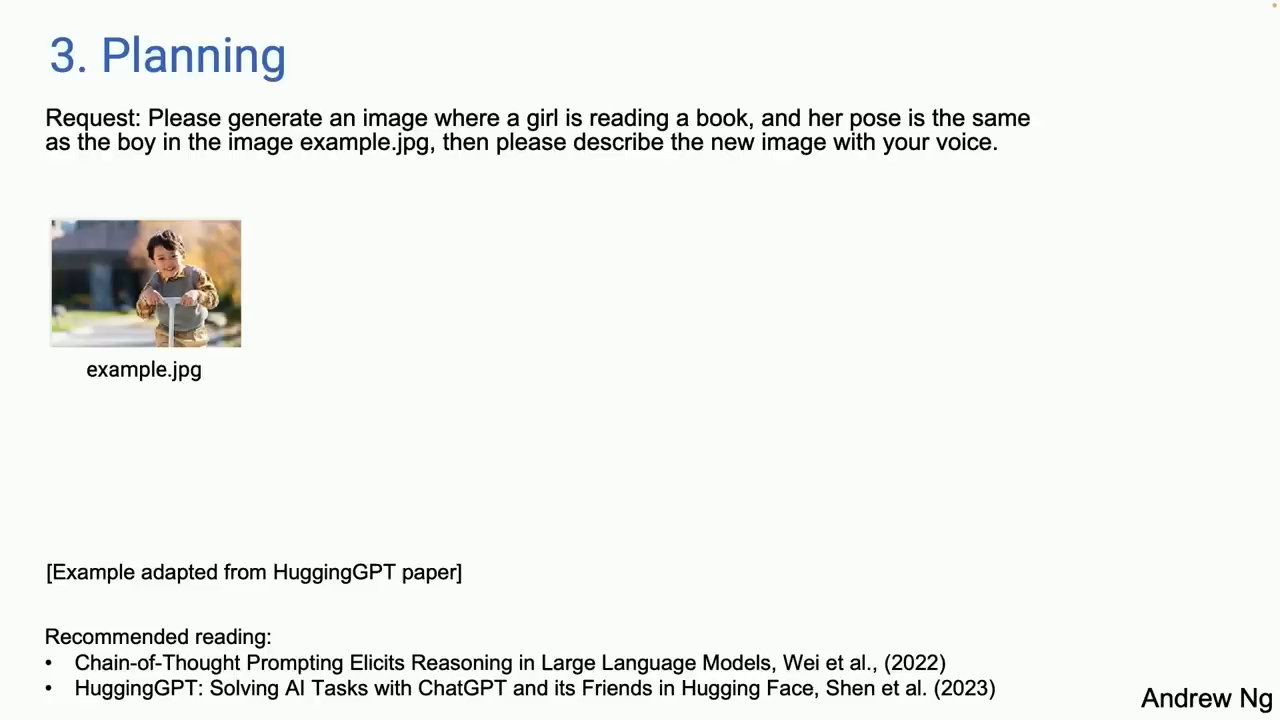 3. Planning
Request: Please generate an image where a girl is reading a book, and her pose is the same
as the boy in the image example.jpg, then please describe the new image with your voice.
example.jpg
[Example adapted from HuggingGPT paper]
Recommended reading:
• Chain-of-Thought Prompting Elicits Reasoning in Large Language Models, Wei et al., (2022)
• HuggingGPT: Solving AI Tasks with ChatGPT and its Friends in Hugging Face, Shen et al. (2023)
Andrew Ng